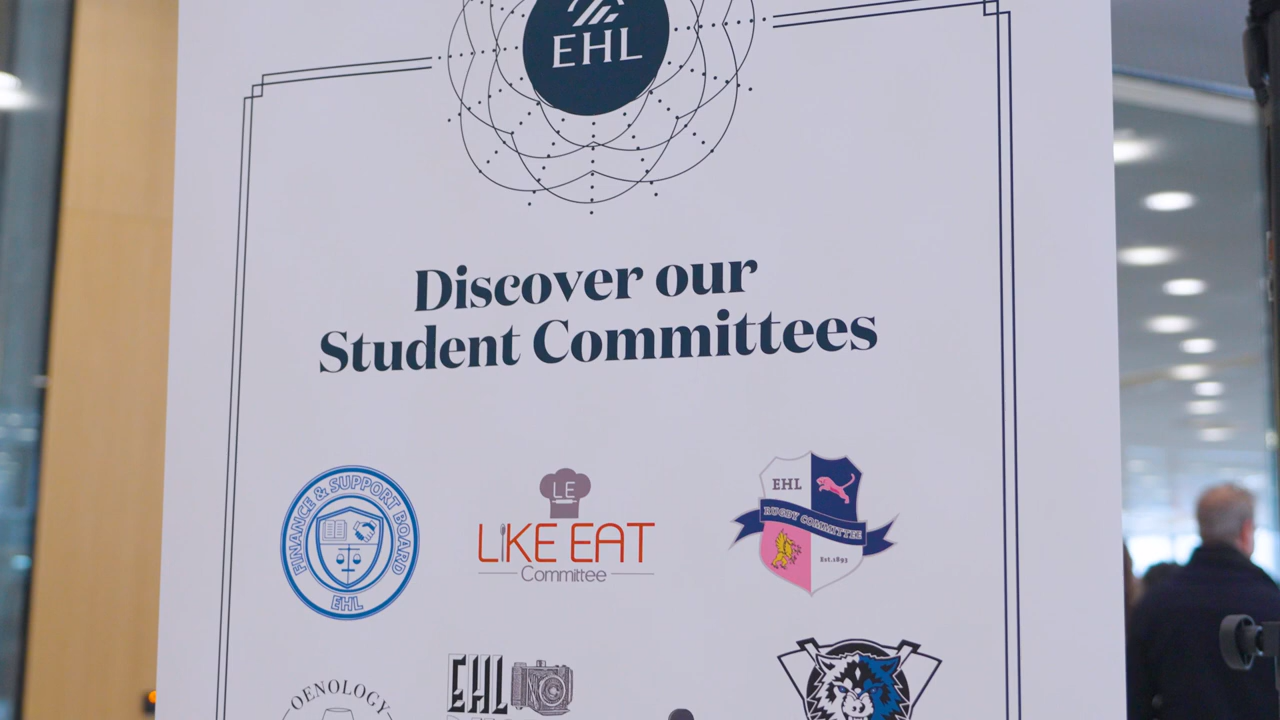 EHL
Discover our
Student Committees
FINANCE & SUPPORT BOARD
EHL
LE
LIKE EAT
Committee
EHL
RUGBY COMMITTEE
Est.1893
OENOLOGY
EHL